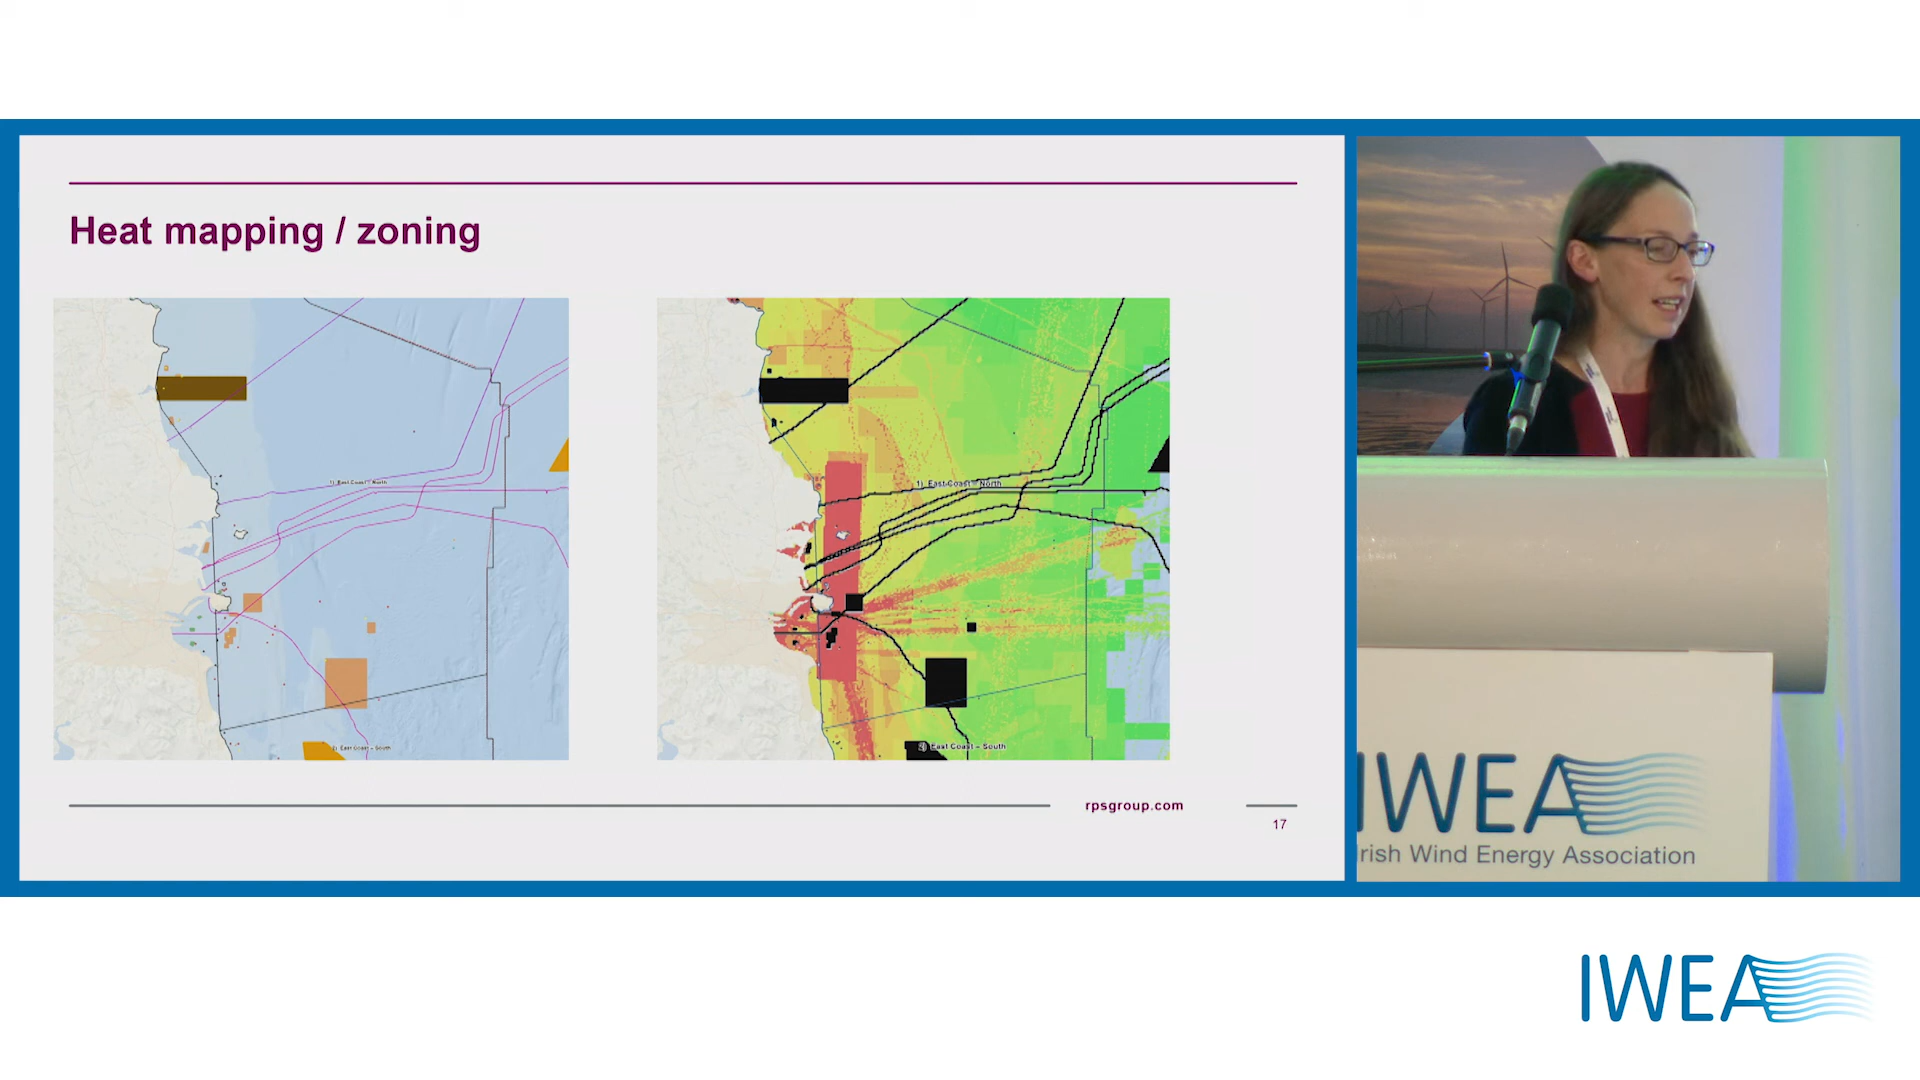 Heat mapping / zoning
1) East Coast – North
2) East Coast – South
1) East Coast – North
2) East Coast – South
rpsgroup.com
17
IWEA
Irish Wind Energy Association
IWEA